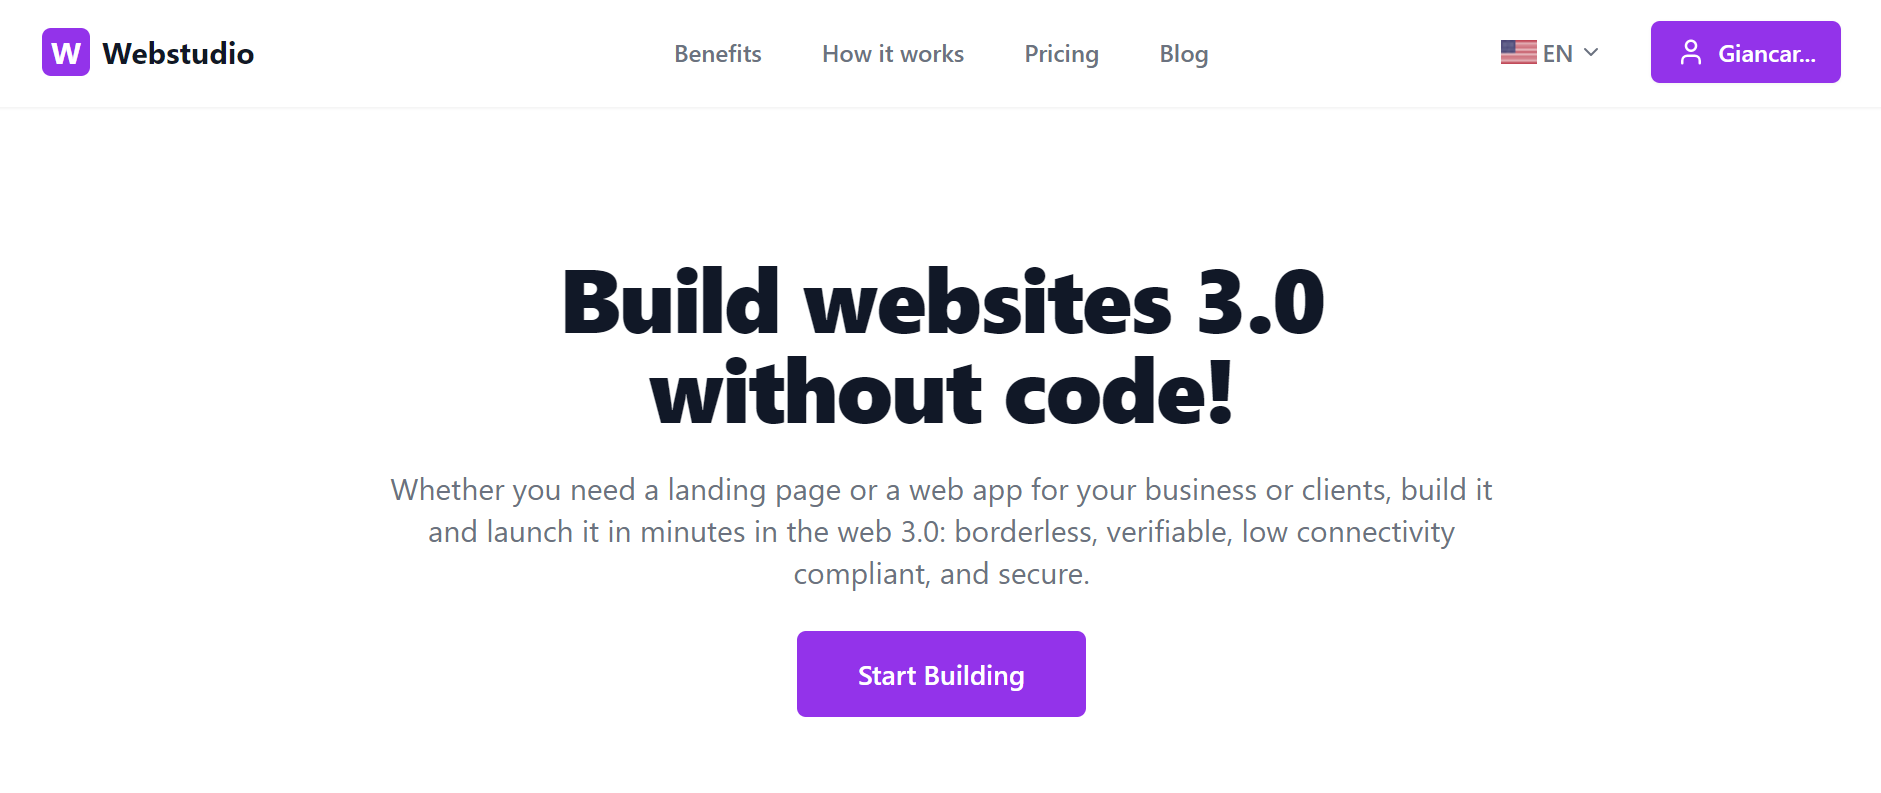 W Webstudio
Benefits
How it works
Pricing
Blog
EN
Giancar...
Build websites 3.0
without code!
Whether you need a landing page or a web app for your business or clients, build it
and launch it in minutes in the web 3.0: borderless, verifiable, low connectivity
compliant, and secure.
Start Building